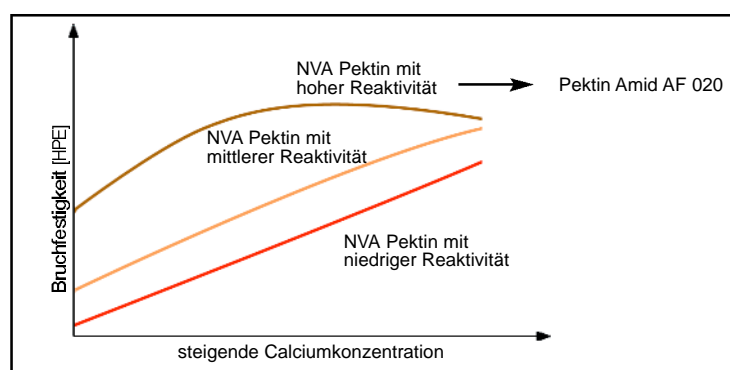 NVA Pektin mit
hoher Reaktivität
Pektin Amid AF 020
NVA Pektin mit
mittlerer Reaktivität
NVA Pektin mit
niedriger Reaktivität
Bruchfestigkeit [HPE]
steigende Calciumkonzentration